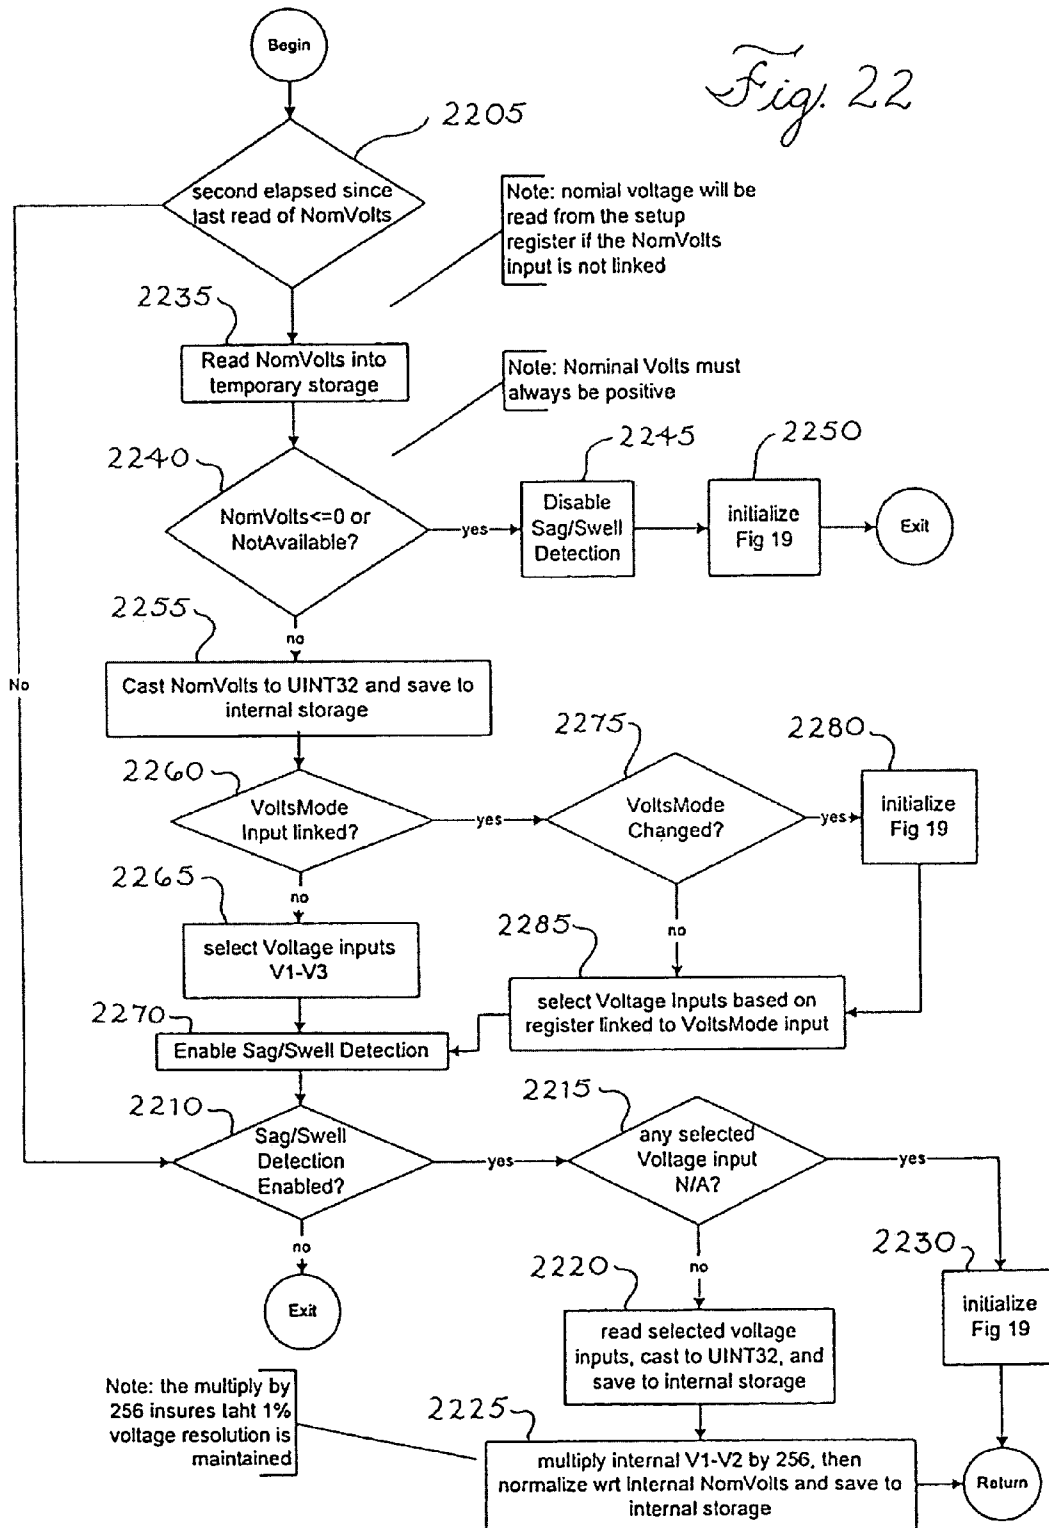 Begin
Fig. 22
2205
second elapsed since
last read of NomVolts
Note: nomial voltage will be
read from the setup
register if the NomVolts
input is not linked
2235
Read NomVolts into
temporary storage
Note: Nominal Volts must
always be positive
2240
NomVolts<=0 or
NotAvailable?
yes
2245
Disable
Sag/Swell
Detection
2250
initialize
Fig 19
Exit
no
2255
Cast NomVolts to UINT32 and save to
internal storage
No
2260
VoltsMode
Input linked?
yes
2275
VoltsMode
Changed?
yes
2280
initialize
Fig 19
no
2265
select Voltage inputs
V1-V3
no
2285
select Voltage Inputs based on
register linked to VoltsMode input
2270
Enable Sag/Swell Detection
2210
Sag/Swell
Detection
Enabled?
yes
2215
any selected
Voltage input
N/A?
yes
no
Exit
no
2220
read selected voltage
inputs, cast to UINT32, and
save to internal storage
2230
initialize
Fig 19
Note: the multiply by
256 insures taht 1%
voltage resolution is
maintained
2225
multiply internal V1-V2 by 256, then
normalize wrt Internal NomVolts and save to
internal storage
Return